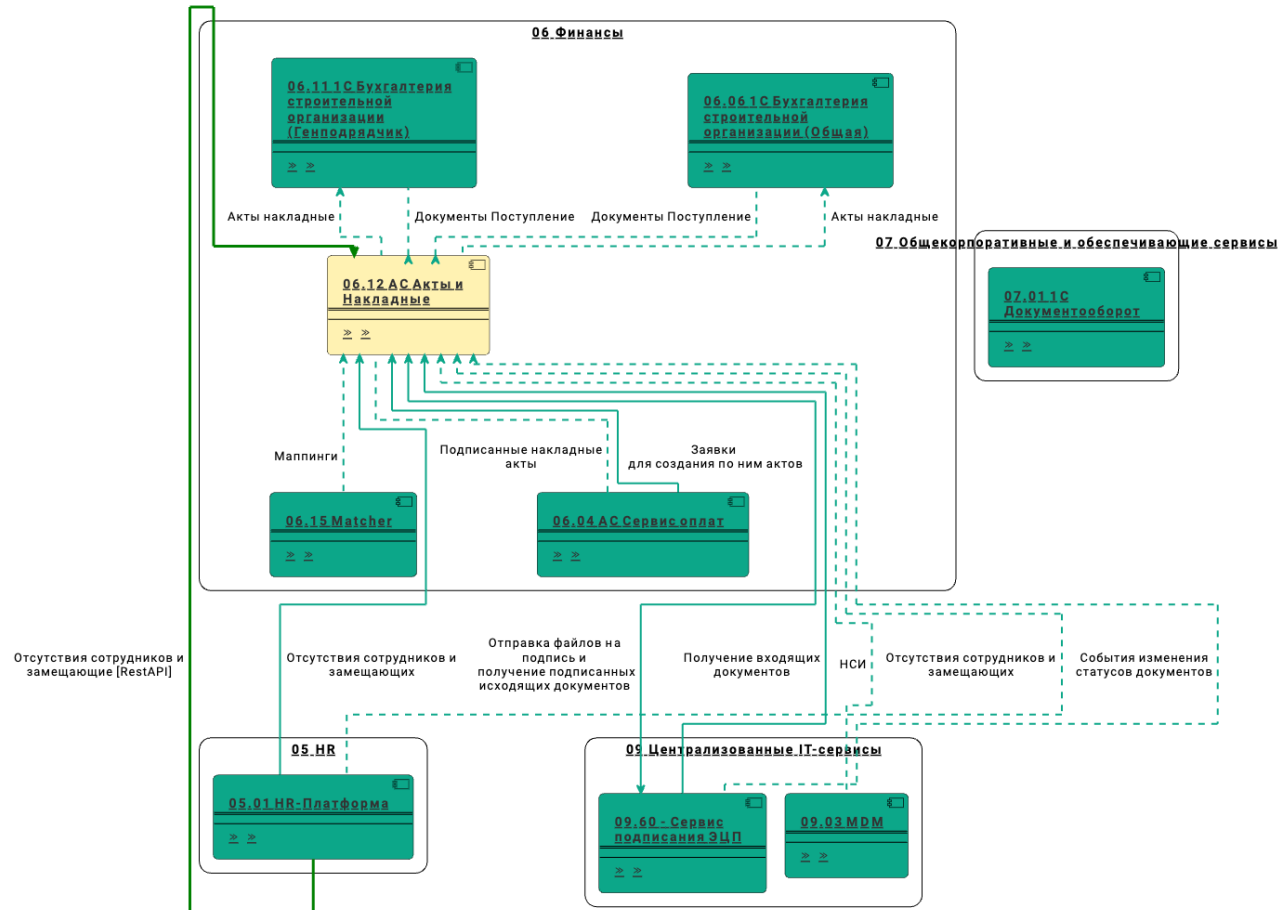 06 Финансы
06.11 1С Бухгалтерия
строительной
организации
(Генподрядчик)
≫ ≫
06.06 1С Бухгалтерия
строительной
организации (Общая)
≫ ≫
Акты накладные
Документы Поступление
Документы Поступление
Акты накладные
07 Общекорпоративные и обеспечивающие сервисы
07.01 1С
Документооборот
≫ ≫
06.12 АС Акты и
Накладные
≫ ≫
Маппинги
Подписанные накладные
акты
Заявки
для создания по ним актов
06.15 Matcher
≫ ≫
06.04 АС Сервис оплат
≫ ≫
Отсутствия сотрудников и
замещающие [RestAPI]
Отсутствия сотрудников и
замещающих
Отправка файлов на
подпись и
получение подписанных
исходящих документов
Получение входящих
документов
НСИ
Отсутствия сотрудников и
замещающих
События изменения
статусов документов
05 HR
05.01 HR-Платформа
≫ ≫
09 Централизованные IT-сервисы
09.60 - Сервис
подписания ЭЦП
≫ ≫
09.03 MDM
≫ ≫